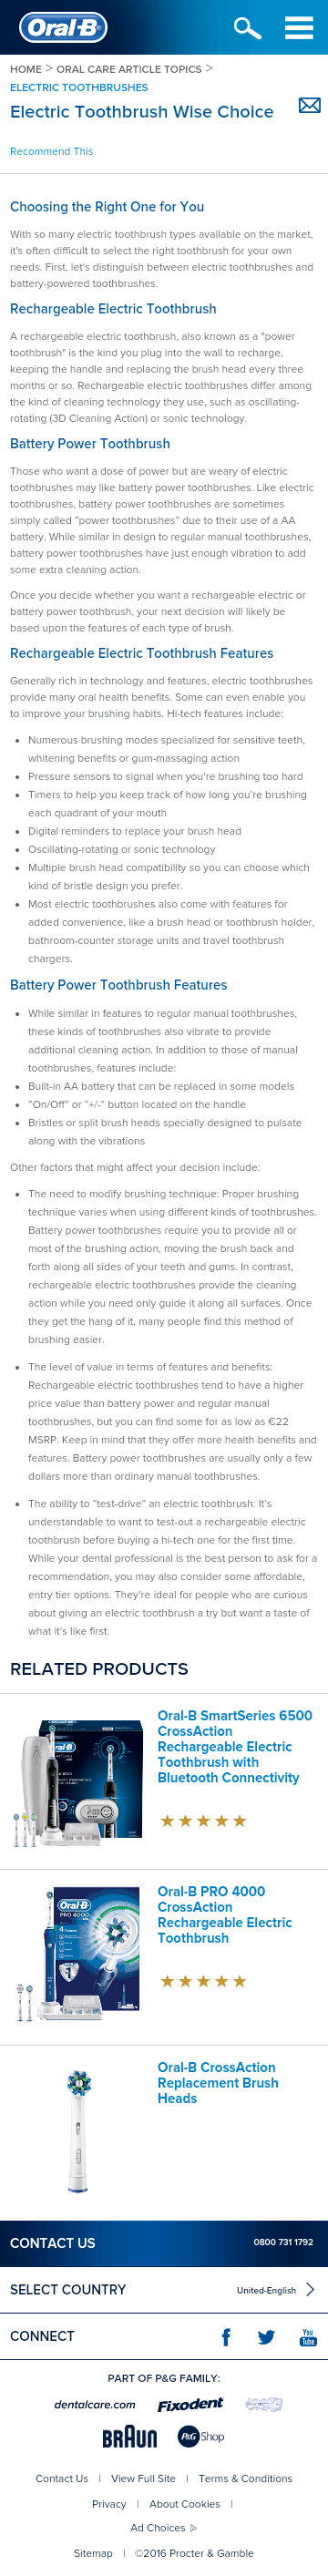 Oral-B
HOME > ORAL CARE ARTICLE TOPICS >
ELECTRIC TOOTHBRUSHES
Electric Toothbrush Wise Choice
Recommend This
Choosing the Right One for You
With so many electric toothbrush types available on the market,
it's often difficult to select the right toothbrush for your own
needs. First, let's distinguish between electric toothbrushes and
battery-powered toothbrushes.
Rechargeable Electric Toothbrush
A rechargeable electric toothbrush, also known as a "power
toothbrush" is the kind you plug into the wall to recharge,
keeping the handle and replacing the brush head every three
months or so. Rechargeable electric toothbrushes differ among
the kind of cleaning technology they use, such as oscillating-
rotating (3D Cleaning Action) or sonic technology.
Battery Power Toothbrush
Those who want a dose of power but are weary of electric
toothbrushes may like battery power toothbrushes. Like electric
toothbrushes, battery power toothbrushes are sometimes
simply called "power toothbrushes" due to their use of a AA
battery. While similar in design to regular manual toothbrushes,
battery power toothbrushes have just enough vibration to add
some extra cleaning action.
Once you decide whether you want a rechargeable electric or
battery power toothbrush, your next decision will likely be
based upon the features of each type of brush.
Rechargeable Electric Toothbrush Features
Generally rich in technology and features, electric toothbrushes
provide many oral health benefits. Some can even enable you
to improve your brushing habits. Hi-tech features include:
• Numerous brushing modes specialized for sensitive teeth,
whitening benefits or gum-massaging action
• Pressure sensors to signal when you're brushing too hard
• Timers to help you keep track of how long you're brushing
each quadrant of your mouth
• Digital reminders to replace your brush head
• Oscillating-rotating or sonic technology
• Multiple brush head compatibility so you can choose which
kind of bristle design you prefer.
• Most electric toothbrushes also come with features for
added convenience, like a brush head or toothbrush holder,
bathroom-counter storage units and travel toothbrush
chargers.
Battery Power Toothbrush Features
• While similar in features to regular manual toothbrushes,
these kinds of toothbrushes also vibrate to provide
additional cleaning action. In addition to those of manual
toothbrushes, features include:
• Built-in AA battery that can be replaced in some models
• "On/Off" or "+/-" button located on the handle
• Bristles or split brush heads specially designed to pulsate
along with the vibrations
Other factors that might affect your decision include:
• The need to modify brushing technique: Proper brushing
technique varies when using different kinds of toothbrushes.
Battery power toothbrushes require you to provide all or
most of the brushing action, moving the brush back and
forth along all sides of your teeth and gums. In contrast,
rechargeable electric toothbrushes provide the cleaning
action while you need only guide it along all surfaces. Once
they get the hang of it, many people find this method of
brushing easier.
• The level of value in terms of features and benefits:
Rechargeable electric toothbrushes tend to have a higher
price value than battery power and regular manual
toothbrushes, but you can find some for as low as €22
MSRP. Keep in mind that they offer more health benefits and
features. Battery power toothbrushes are usually only a few
dollars more than ordinary manual toothbrushes.
• The ability to "test-drive" an electric toothbrush: It's
understandable to want to test-out a rechargeable electric
toothbrush before buying a hi-tech one for the first time.
While your dental professional is the best person to ask for a
recommendation, you may also consider some affordable,
entry tier options. They're ideal for people who are curious
about giving an electric toothbrush a try but want a taste of
what it's like first.
RELATED PRODUCTS
Oral-B
Oral-B SmartSeries 6500
CrossAction
Rechargeable Electric
Toothbrush with
Bluetooth Connectivity
Oral-B
PRO 4000
Oral-B PRO 4000
CrossAction
Rechargeable Electric
Toothbrush
Oral-B CrossAction
Replacement Brush
Heads
CONTACT US 0800 731 1792
SELECT COUNTRY United-English
CONNECT You Tube
PART OF P&G FAMILY:
dentalcare.com Fixodent
BRAUN P&G Shop
Contact Us | View Full Site | Terms & Conditions
Privacy | About Cookies |
Ad Choices
Sitemap | ©2016 Procter & Gamble